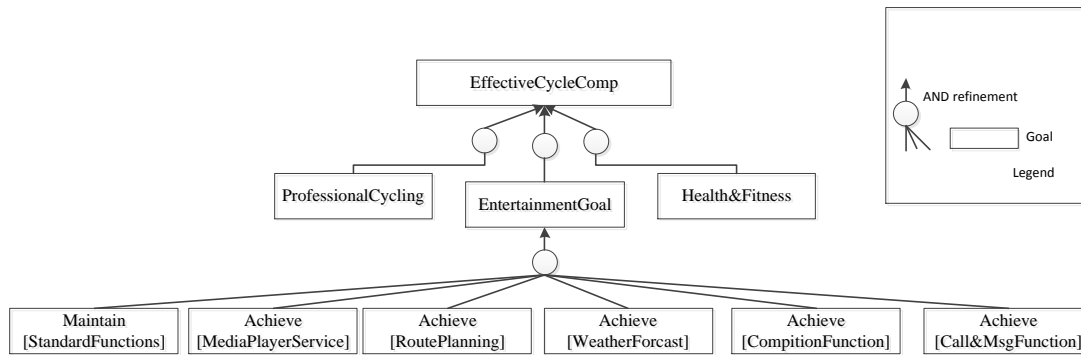 EffectiveCycleComp
AND refinement
Goal
Legend
ProfessionalCycling
EntertainmentGoal
Health&Fitness
Maintain
[StandardFunctions]
Achieve
[MediaPlayerService]
Achieve
[RoutePlanning]
Achieve
[WeatherForcast]
Achieve
[CompitionFunction]
Achieve
[Call&MsgFunction]